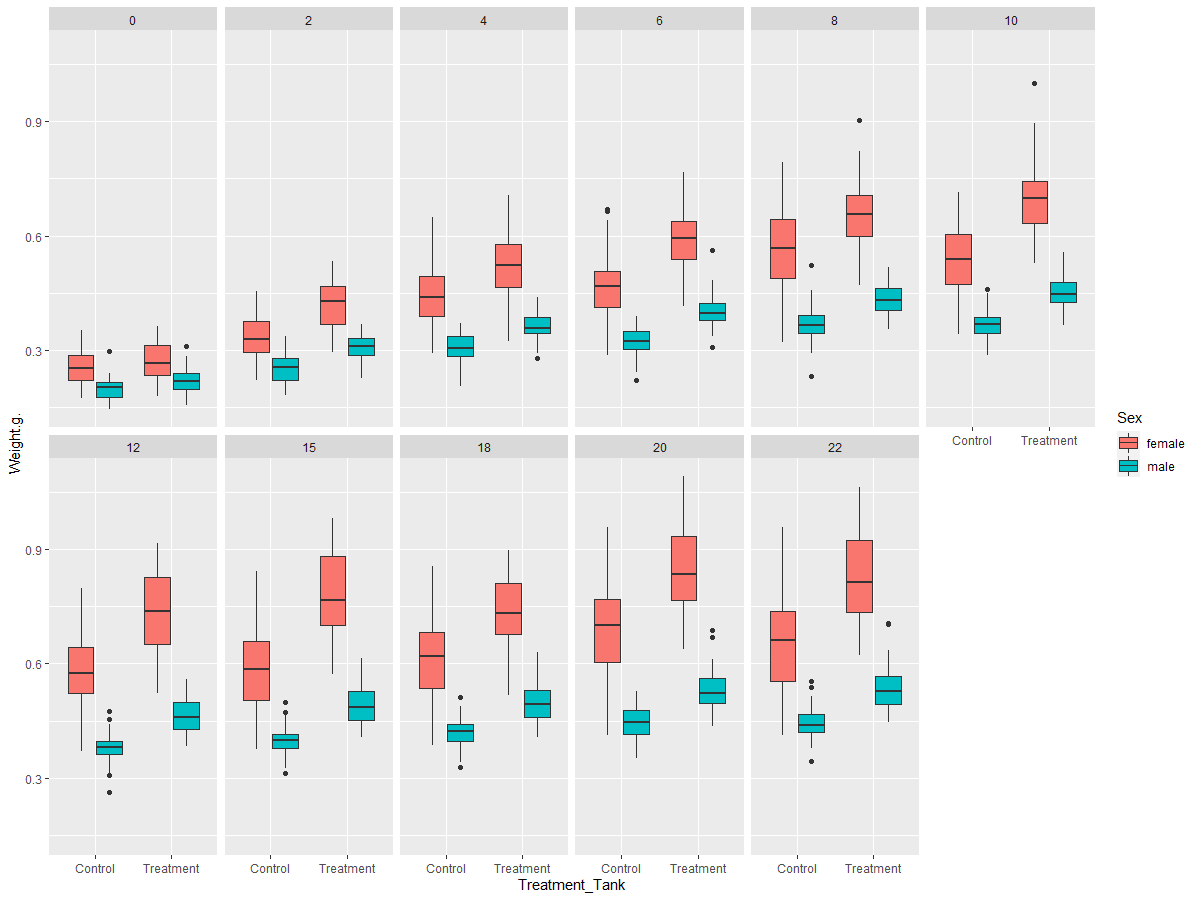 0 2 4 6 8 10
0.9
0.6
0.3
Control Treatment
12 15 18 20 22
0.9
0.6
0.3
Control Treatment Control Treatment Control Treatment Control Treatment Control Treatment
Treatment_Tank
Weight.g.
Sex
female
male